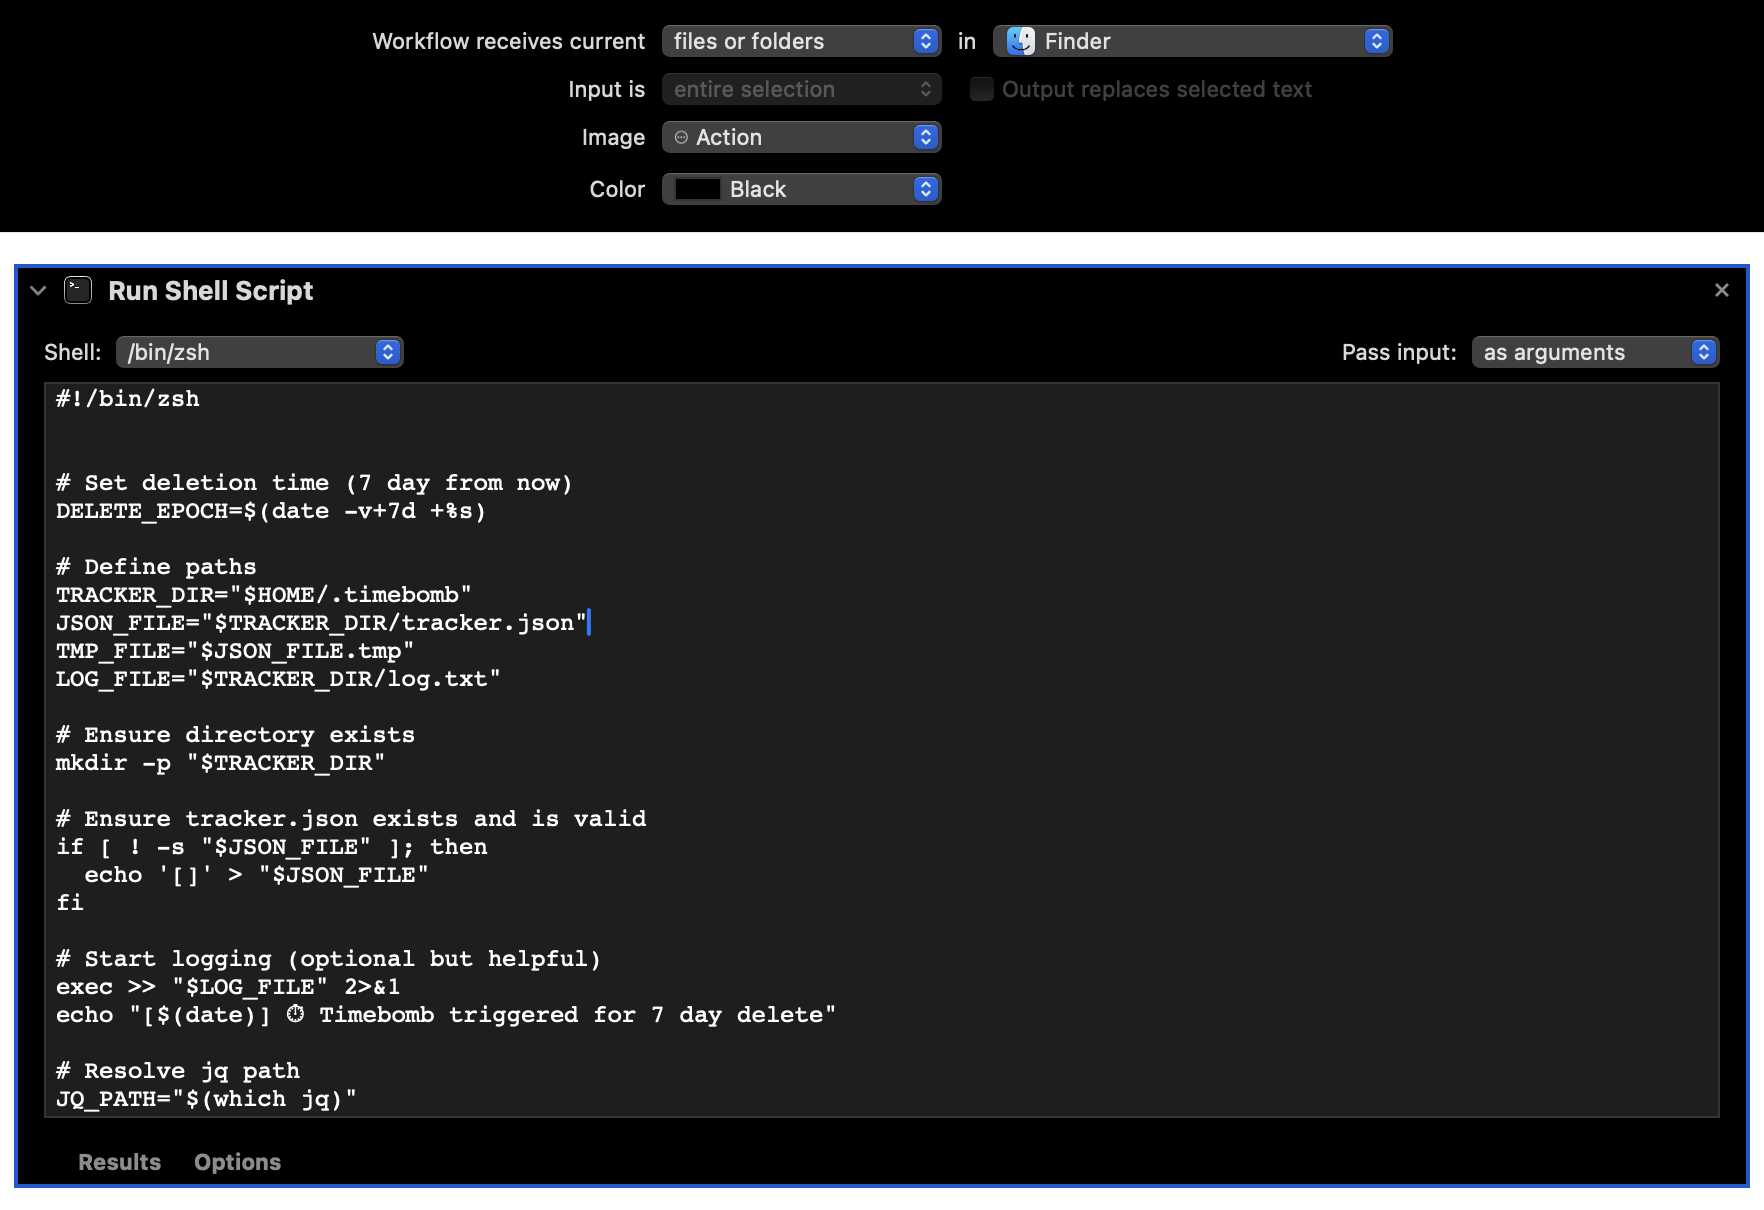 Workflow receives current files or folders in Finder
Input is entire selection Output replaces selected text
Image Action
Color Black
Run Shell Script
Shell: /bin/zsh Pass input: as arguments
#!/bin/zsh
# Set deletion time (7 day from now)
DELETE_EPOCH=$(date -v+7d +%s)
# Define paths
TRACKER_DIR="$HOME/.timebomb"
JSON_FILE="$TRACKER_DIR/tracker.json"
TMP_FILE="$JSON_FILE.tmp"
LOG_FILE="$TRACKER_DIR/log.txt"
# Ensure directory exists
mkdir -p "$TRACKER_DIR"
# Ensure tracker.json exists and is valid
if [ ! -s "$JSON_FILE" ]; then
  echo '[]' > "$JSON_FILE"
fi
# Start logging (optional but helpful)
exec >> "$LOG_FILE" 2>&1
echo "[$(date)] ⏱ Timebomb triggered for 7 day delete"
# Resolve jq path
JQ_PATH="$(which jq)"
Results Options